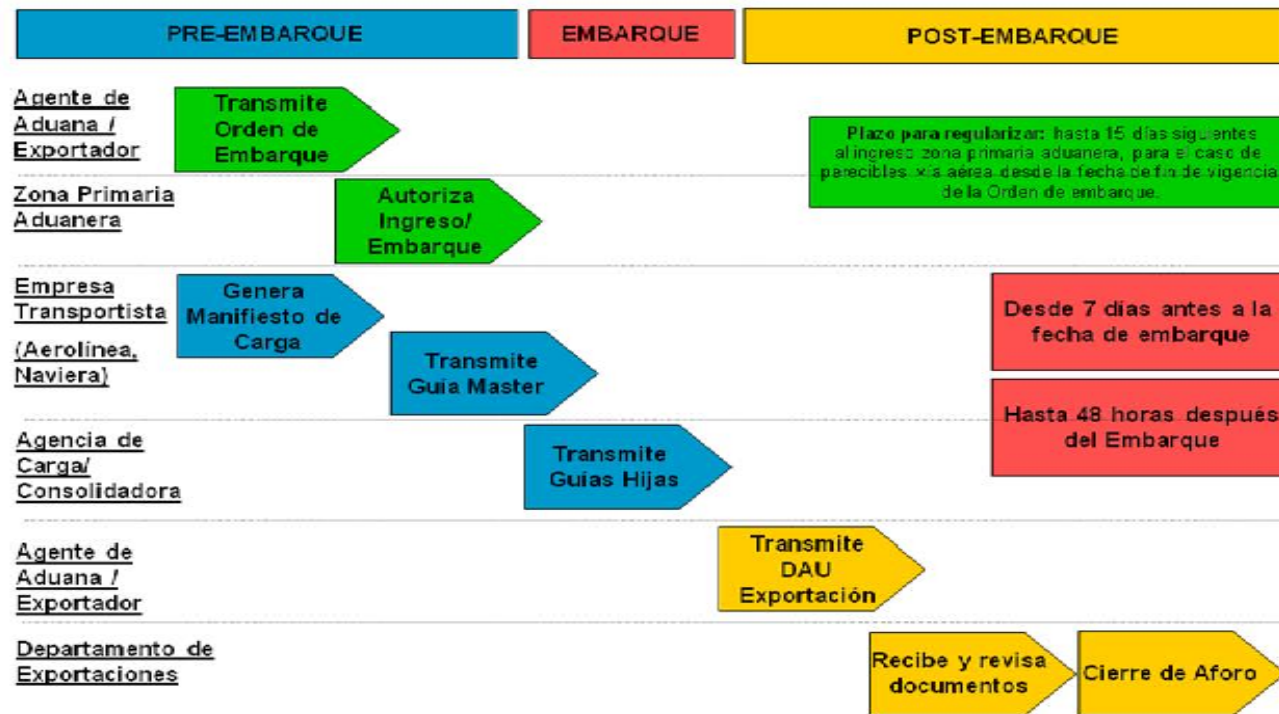 PRE-EMBARQUE
EMBARQUE
POST-EMBARQUE
Agente de
Aduana /
Exportador
Transmite
Orden de
Embarque
Plazo para regularizar: hasta 15 días siguientes
al ingreso zona primaria aduanera, para el caso de
perecibles vía aérea desde la fecha de fin de vigencia
de la Orden de embarque.
Zona Primaria
Aduanera
Autoriza
Ingreso/
Embarque
Empresa
Transportista
(Aerolínea,
Naviera)
Genera
Manifiesto de
Carga
Transmite
Guía Master
Desde 7 días antes a la
fecha de embarque
Hasta 48 horas después
del Embarque
Agencia de
Carga/
Consolidadora
Transmite
Guías Hijas
Agente de
Aduana /
Exportador
Transmite
DAU
Exportación
Departamento de
Exportaciones
Recibe y revisa
documentos
Cierre de Aforo